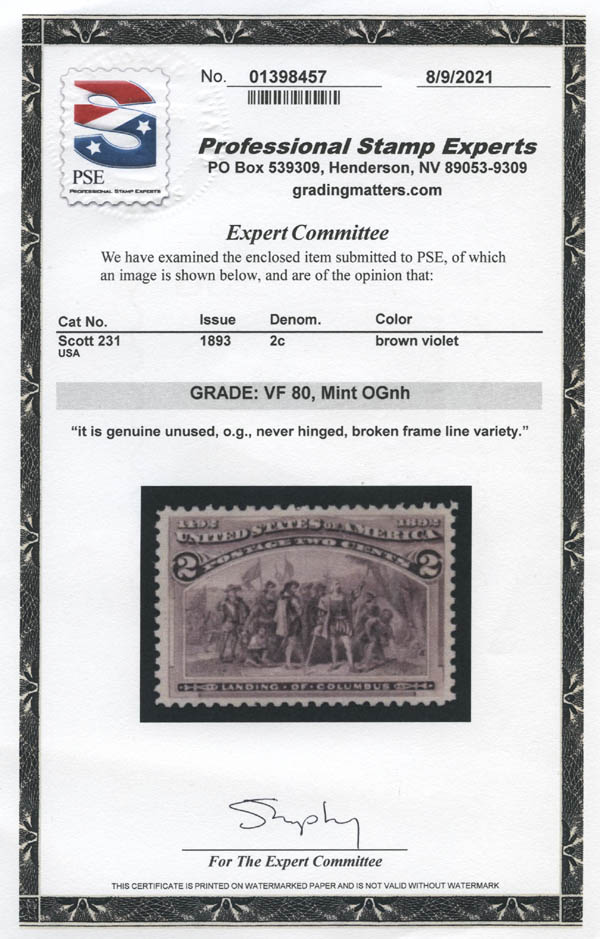 No. 01398457 8/9/2021
PSE
PROFESSIONAL STAMP EXPERTS
Professional Stamp Experts
PO Box 539309, Henderson, NV 89053-9309
gradingmatters.com
Expert Committee
We have examined the enclosed item submitted to PSE, of which
an image is shown below, and are of the opinion that:
Cat No. Issue Denom. Color
Scott 231 1893 2c brown violet
USA
GRADE: VF 80, Mint OGnh
“it is genuine unused, o.g., never hinged, broken frame line variety.”
1492 1892
UNITED STATES OF AMERICA
POSTAGE TWO CENTS
2 2
LANDING · OF · COLUMBUS
For The Expert Committee
THIS CERTIFICATE IS PRINTED ON WATERMARKED PAPER AND IS NOT VALID WITHOUT WATERMARK